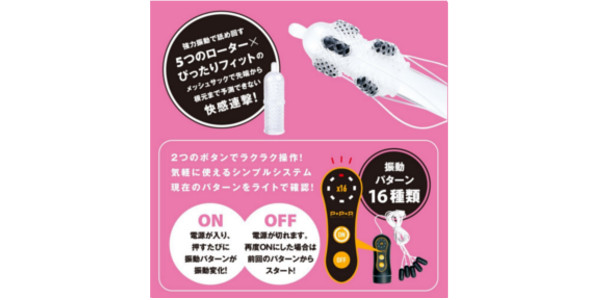 強力振動で舐め回す
5つのローター×
ぴったりフィットの
メッシュサックで先端から
根元まで予測できない
快感連撃!
2つのボタンでラクラク操作!
気軽に使えるシンプルシステム
現在のパターンをライトで確認!
ON
電源が入り、
押すたびに
振動パターンが
振動変化!
OFF
電源が切れます。
再度ONにした場合は
前回のパターンから
スタート!
x16
ON
OFF
振動
パターン
16種類